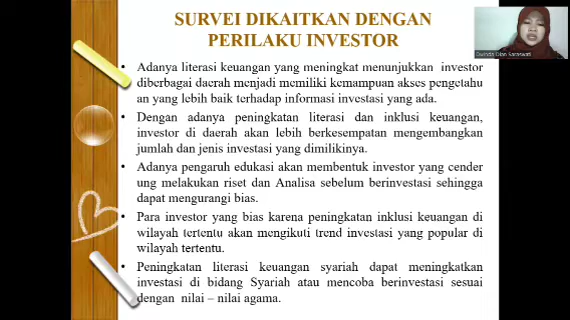 SURVEI DIKAITKAN DENGAN
PERILAKU INVESTOR
• Adanya literasi keuangan yang meningkat menunjukkan investor
diberbagai daerah menjadi memiliki kemampuan akses pengetahu
an yang lebih baik terhadap informasi investasi yang ada.
• Dengan adanya peningkatan literasi dan inklusi keuangan,
investor di daerah akan lebih berkesempatan mengembangkan
jumlah dan jenis investasi yang dimilikinya.
• Adanya pengaruh edukasi akan membentuk investor yang cender
ung melakukan riset dan Analisa sebelum berinvestasi sehingga
dapat mengurangi bias.
• Para investor yang bias karena peningkatan inklusi keuangan di
wilayah tertentu akan mengikuti trend investasi yang populer di
wilayah tertentu.
• Peningkatan literasi keuangan syariah dapat meningkatkan
investasi di bidang Syariah atau mencoba berinvestasi sesuai
dengan nilai – nilai agama.
Dian Saraswati